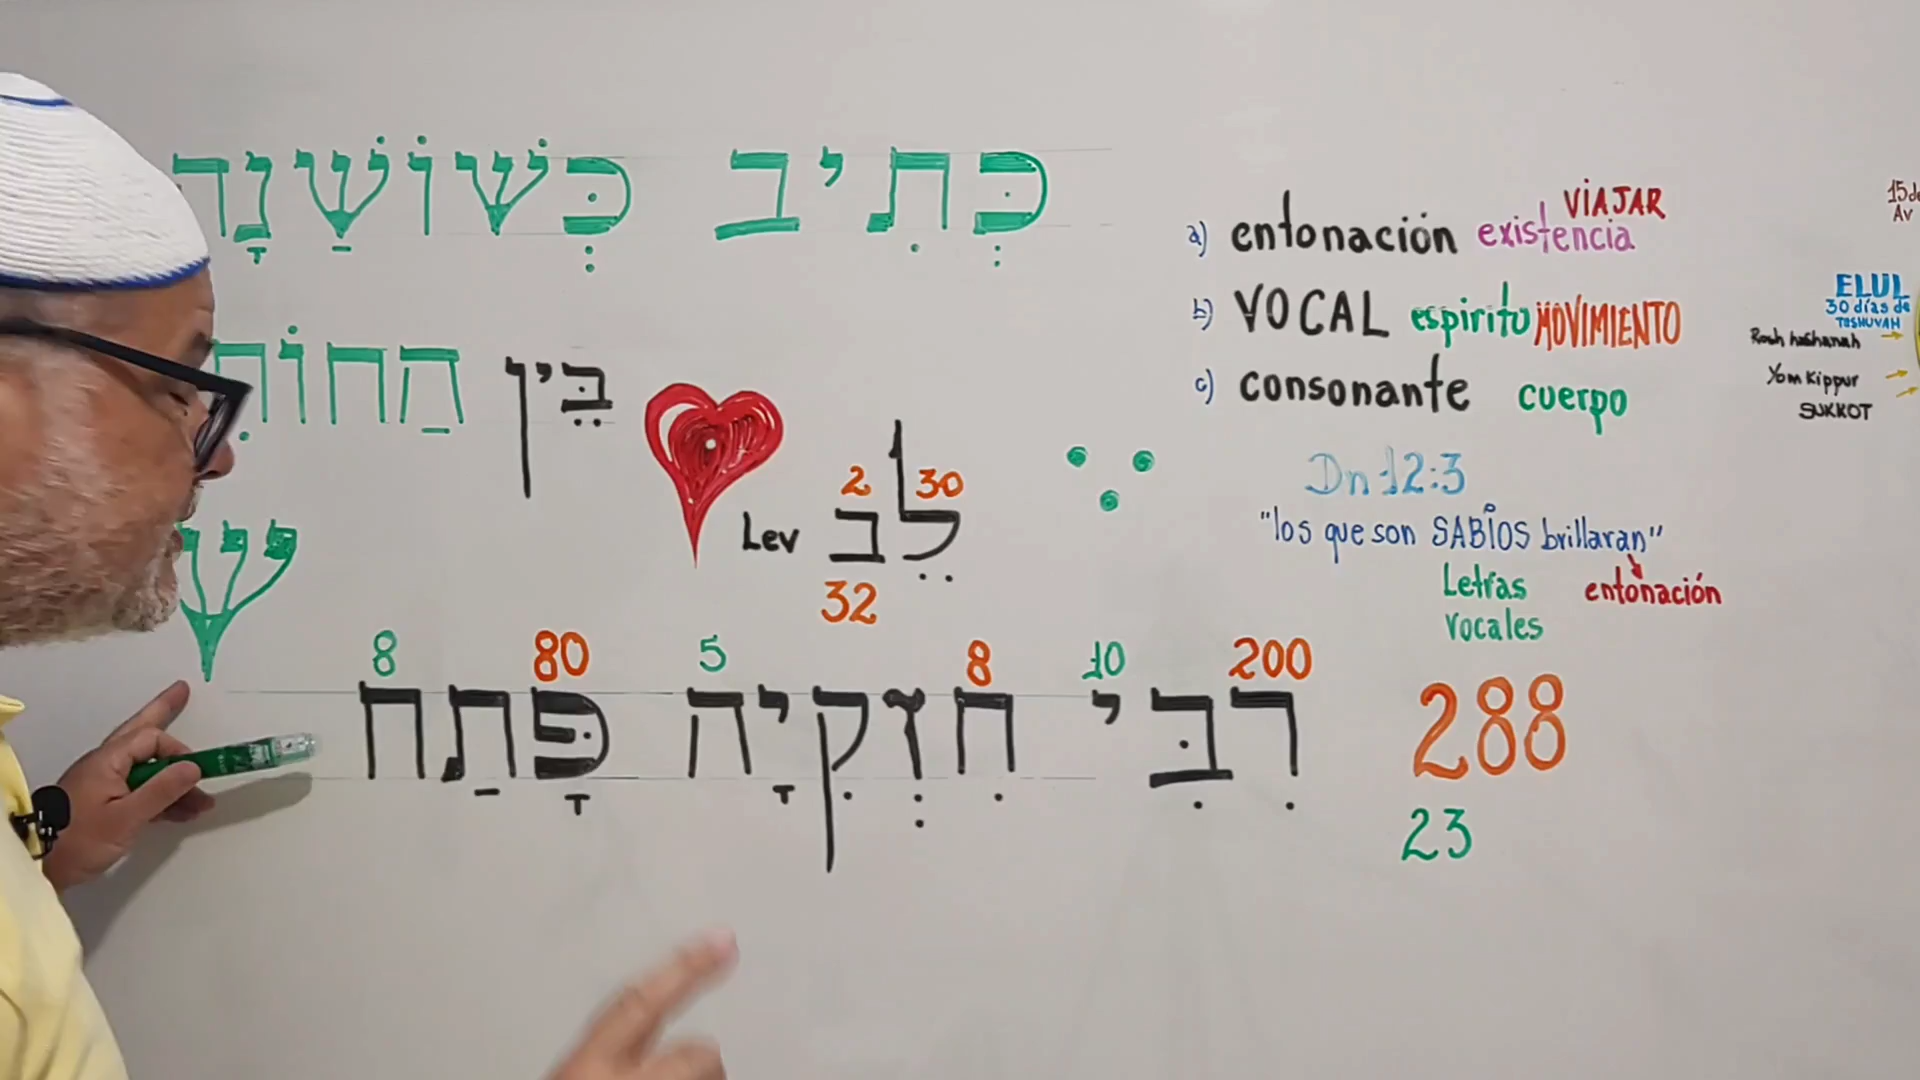 כְּתִיב כְּשׁוֹשַׁנָּה
בֵּין הַחוֹחִים
2 30
Lev לֵב
32
8 80 5 8 10 200
רִבִּי חִזְקִיָה פָּתַח
288
23
VIAJAR
a) entonación existencia
b) VOCAL espíritu MOVIMIENTO
c) consonante cuerpo
Dn 12:3
"los que son SABIOS brillaran"
Letras entonación
vocales
15 de
Av
ELUL
30 días de
TESHUVAH
Rosh hashanah
Yom Kippur
SUKKOT